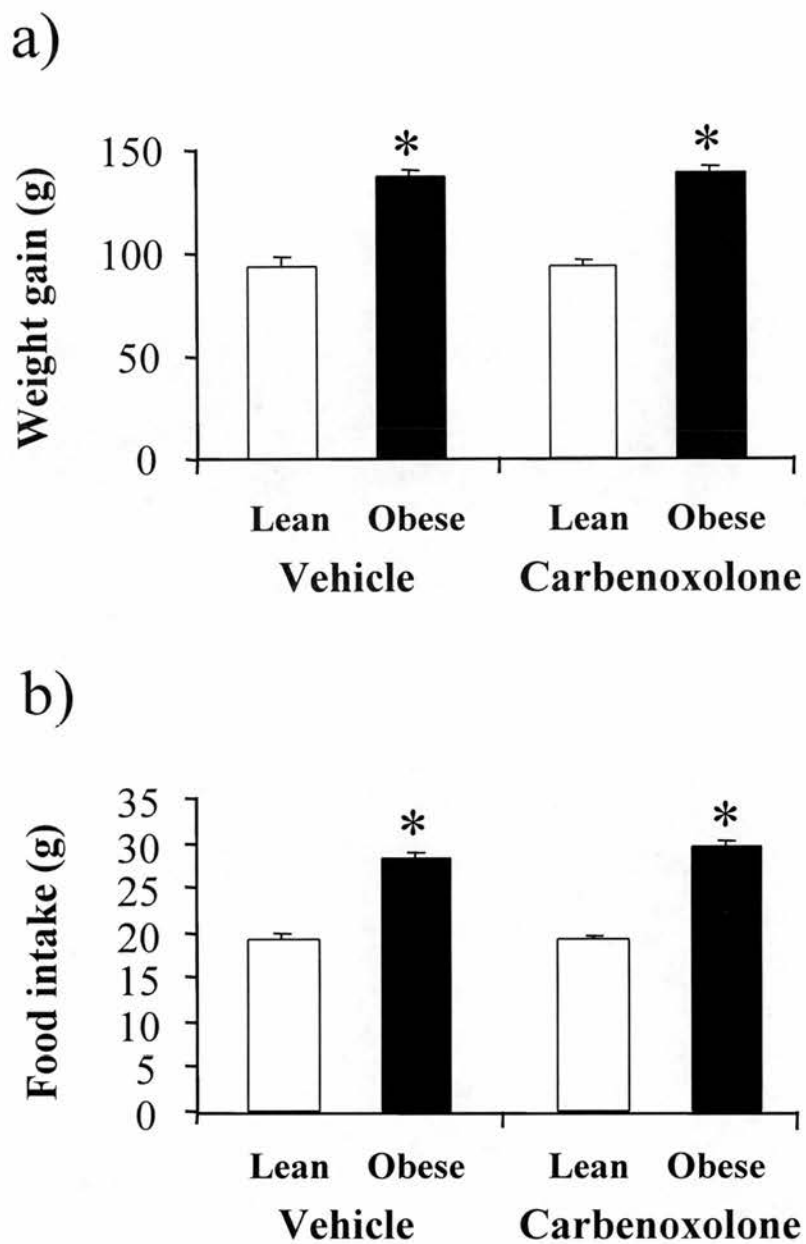 a)
Weight gain (g)
150
100
50
0
* *
Lean Obese Lean Obese
Vehicle Carbenoxolone
b)
Food intake (g)
35
30
25
20
15
10
5
0
* *
Lean Obese Lean Obese
Vehicle Carbenoxolone